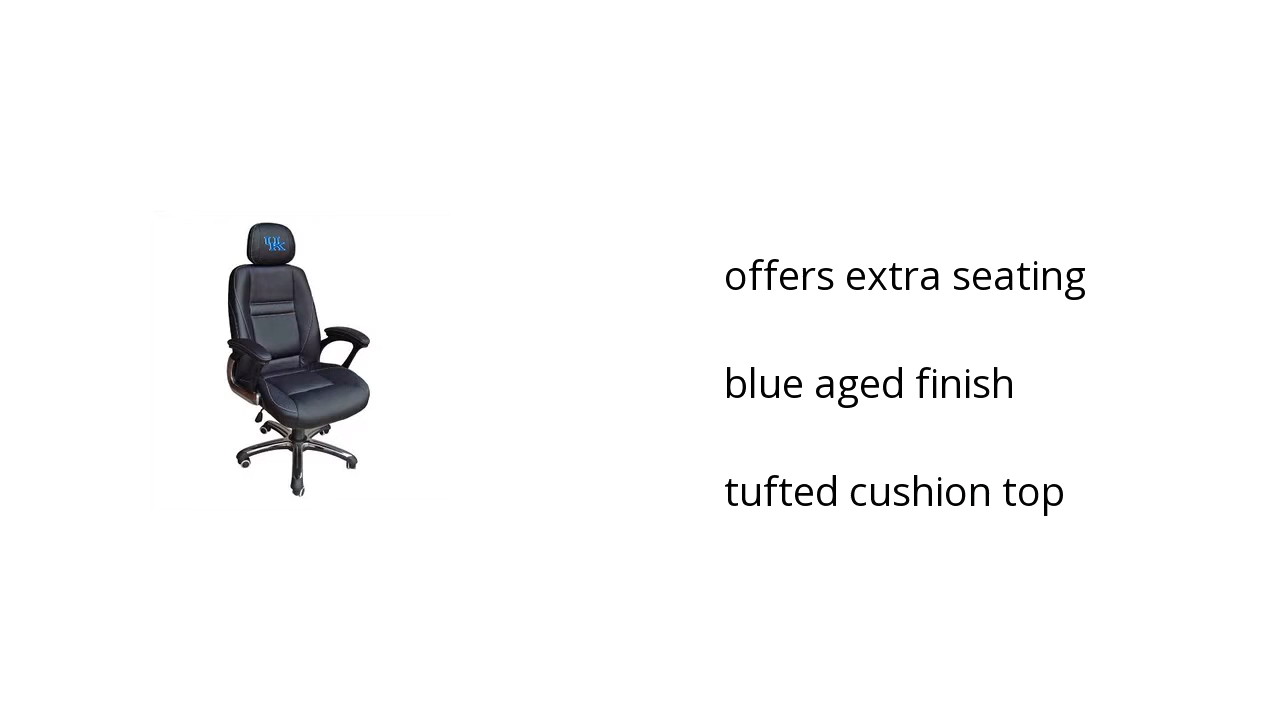 offers extra seating
blue aged finish
tufted cushion top